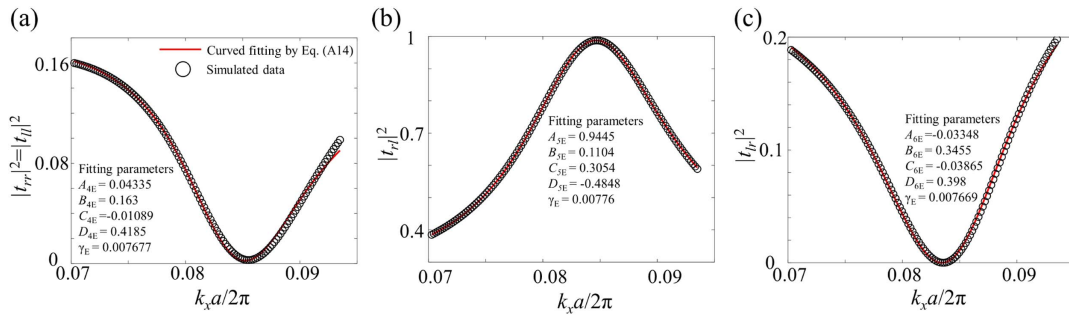 (a)
|t_rr|^2=|t_ll|^2
0.16
0.08
0
0.07
0.08
0.09
k_x a/2π
Curved fitting by Eq. (A14)
Simulated data
Fitting parameters
A_4E = 0.04335
B_4E = 0.163
C_4E = -0.01089
D_4E = 0.4185
γ_E = 0.007677
(b)
|t_rl|^2
1
0.7
0.4
0.07
0.08
0.09
k_x a/2π
Fitting parameters
A_5E = 0.9445
B_5E = 0.1104
C_5E = 0.3054
D_5E = -0.4848
γ_E = 0.00776
(c)
|t_lr|^2
0.2
0.1
0
0.07
0.08
0.09
k_x a/2π
Fitting parameters
A_6E = -0.03348
B_6E = 0.3455
C_6E = -0.03865
D_6E = 0.398
γ_E = 0.007669